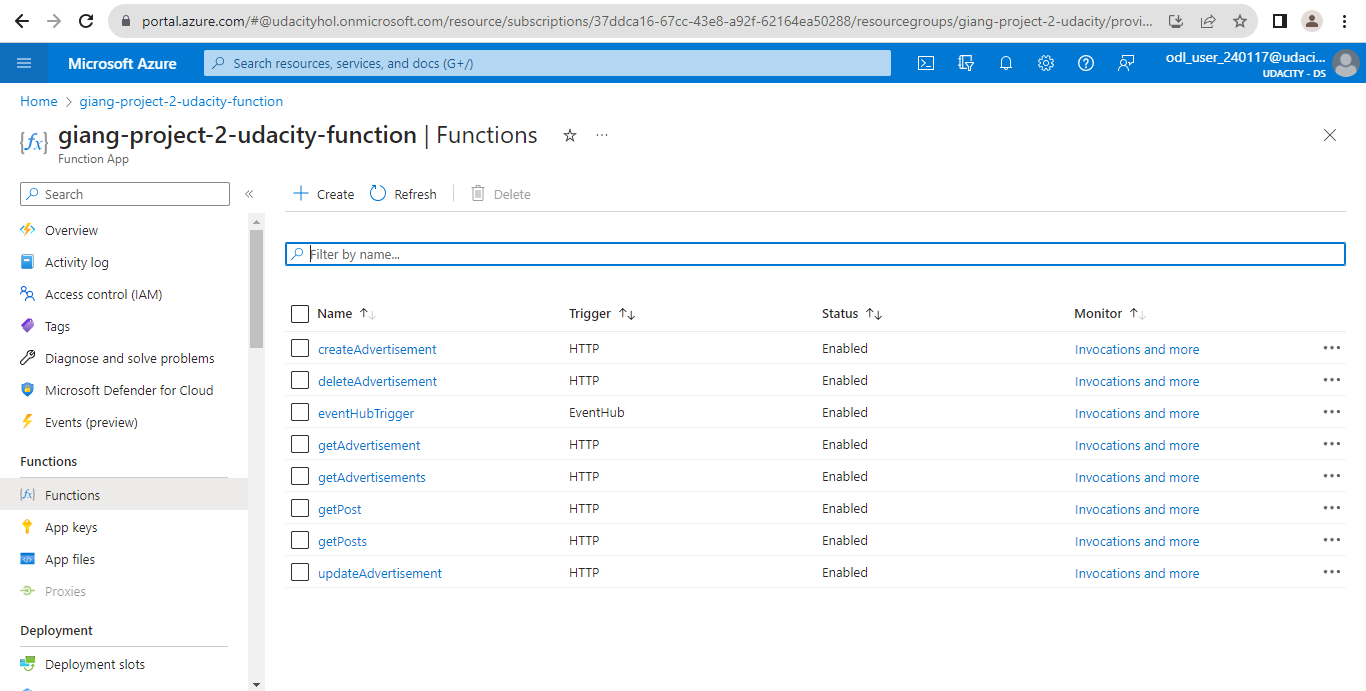 portal.azure.com/#@udacityhol.onmicrosoft.com/resource/subscriptions/37ddca16-67cc-43e8-a92f-62164ea50288/resourcegroups/giang-project-2-udacity/provi...
Microsoft Azure
Search resources, services, and docs (G+/)
odl_user_240117@udaci...
UDACITY - DS
Home > giang-project-2-udacity-function
giang-project-2-udacity-function | Functions
Function App
Search
«
Create Refresh Delete
Overview
Activity log
Access control (IAM)
Tags
Diagnose and solve problems
Microsoft Defender for Cloud
Events (preview)
Functions
Functions
App keys
App files
Proxies
Deployment
Deployment slots
Filter by name...
Name Trigger Status Monitor
createAdvertisement HTTP Enabled Invocations and more
deleteAdvertisement HTTP Enabled Invocations and more
eventHubTrigger EventHub Enabled Invocations and more
getAdvertisement HTTP Enabled Invocations and more
getAdvertisements HTTP Enabled Invocations and more
getPost HTTP Enabled Invocations and more
getPosts HTTP Enabled Invocations and more
updateAdvertisement HTTP Enabled Invocations and more